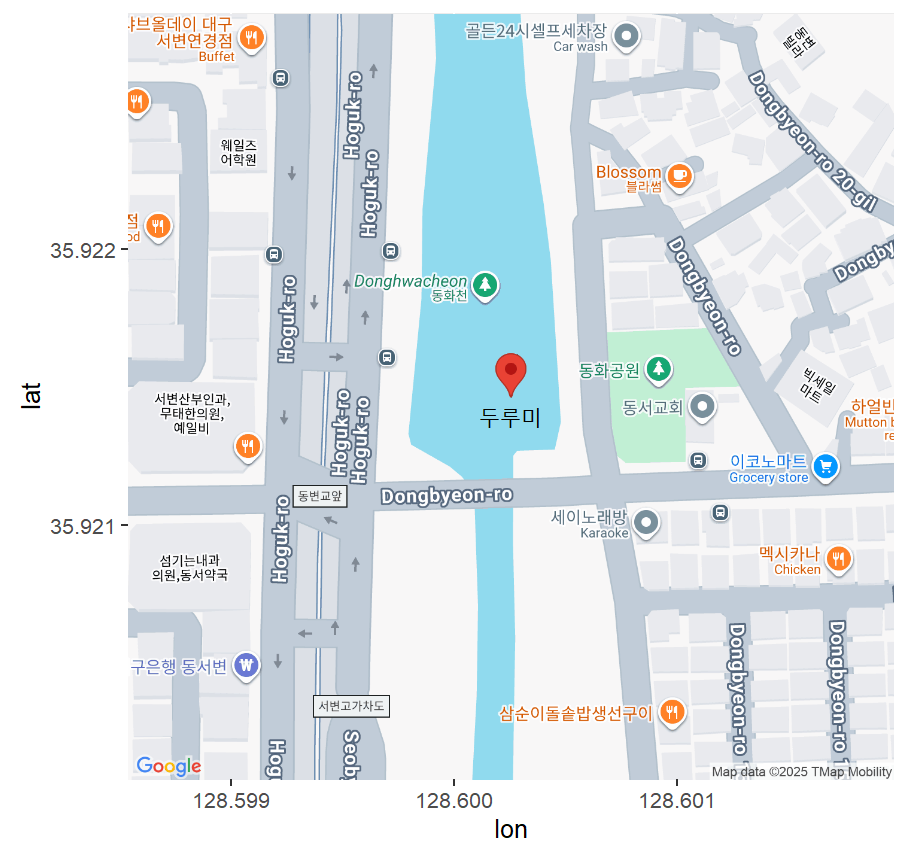 샤브올데이 대구
서변연경점
Buffet
골든24시셀프세차장
Car wash
동변
빌라
Hoguk-ro
Dongbyeon-ro 20-gil
웨일즈
어학원
Blossom
블라썸
Hoguk-ro
점
od
35.922
Dongbyeon-ro
Dongby
Donghwacheon
동화천
Hoguk-ro
동화공원
빅세일
마트
lat
서변산부인과,
무태한의원,
예일비
Hoguk-ro
Hoguk-ro
두루미
동서교회
하얼빈
Mutton b
re
이코노마트
Grocery store
동변교앞
Dongbyeon-ro
35.921
Hoguk-ro
세이노래방
Karaoke
섬기는내과
의원,동서약국
멕시카나
Chicken
구은행 동서변
Dongbyeon-ro
Dongbyeon-ro 1
서변고가차도
삼순이돌솥밥생선구이
Hog
Seoby
Google
Map data ©2025 TMap Mobility
128.599
128.600
128.601
lon